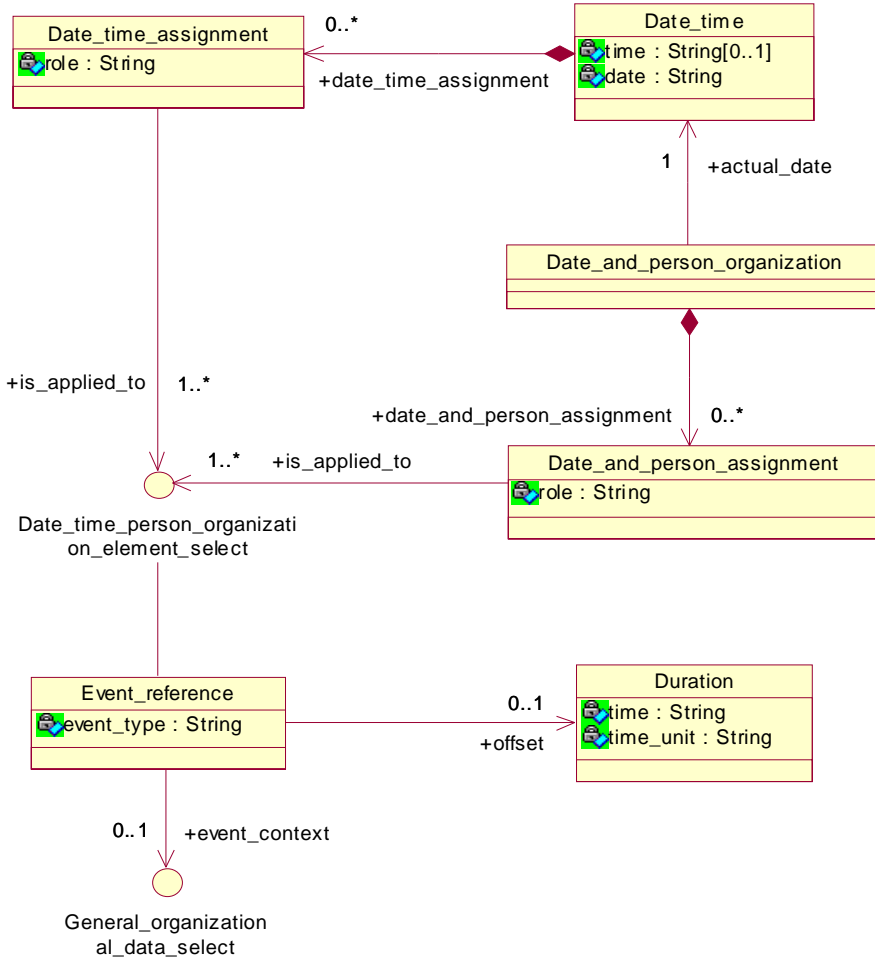 Date_time_assignment
role : String
0..*
+date_time_assignment
Date_time
time : String[0..1]
date : String
1
+actual_date
Date_and_person_organization
+is_applied_to
1..*
+date_and_person_assignment
0..*
1..*
+is_applied_to
Date_and_person_assignment
role : String
Date_time_person_organizati
on_element_select
Event_reference
event_type : String
0..1
+offset
Duration
time : String
time_unit : String
0..1
+event_context
General_organization
al_data_select